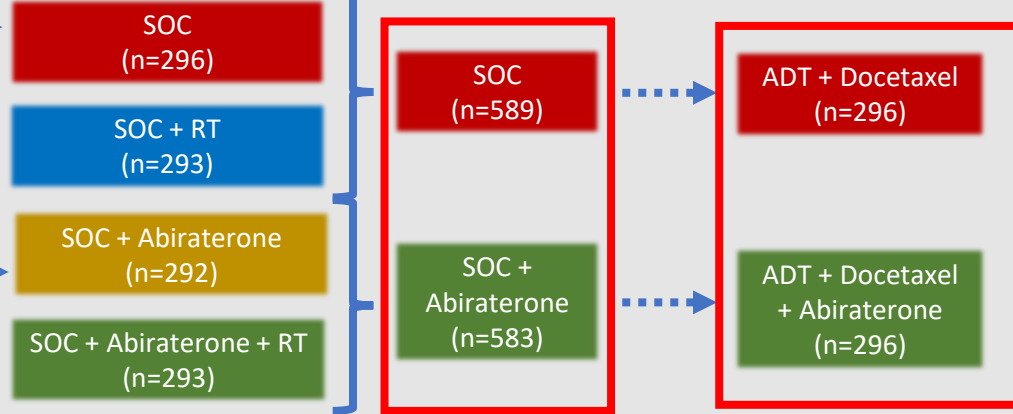 SOC
(n=296)
SOC + RT
(n=293)
SOC + Abiraterone
(n=292)
SOC + Abiraterone + RT
(n=293)
SOC
(n=589)
SOC +
Abiraterone
(n=583)
ADT + Docetaxel
(n=296)
ADT + Docetaxel
+ Abiraterone
(n=296)